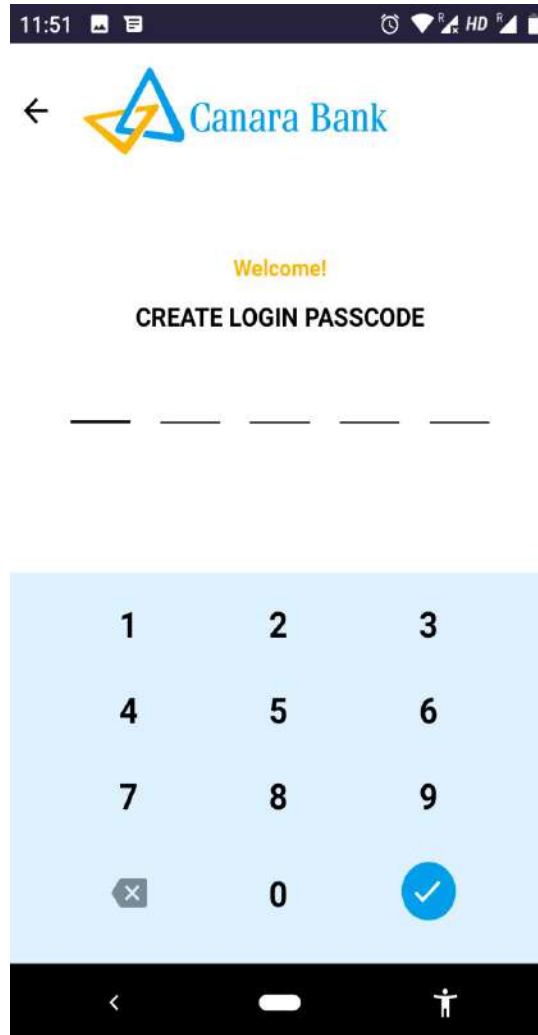 11:51 R HD R
Canara Bank
Welcome!
CREATE LOGIN PASSCODE
1 2 3
4 5 6
7 8 9
0